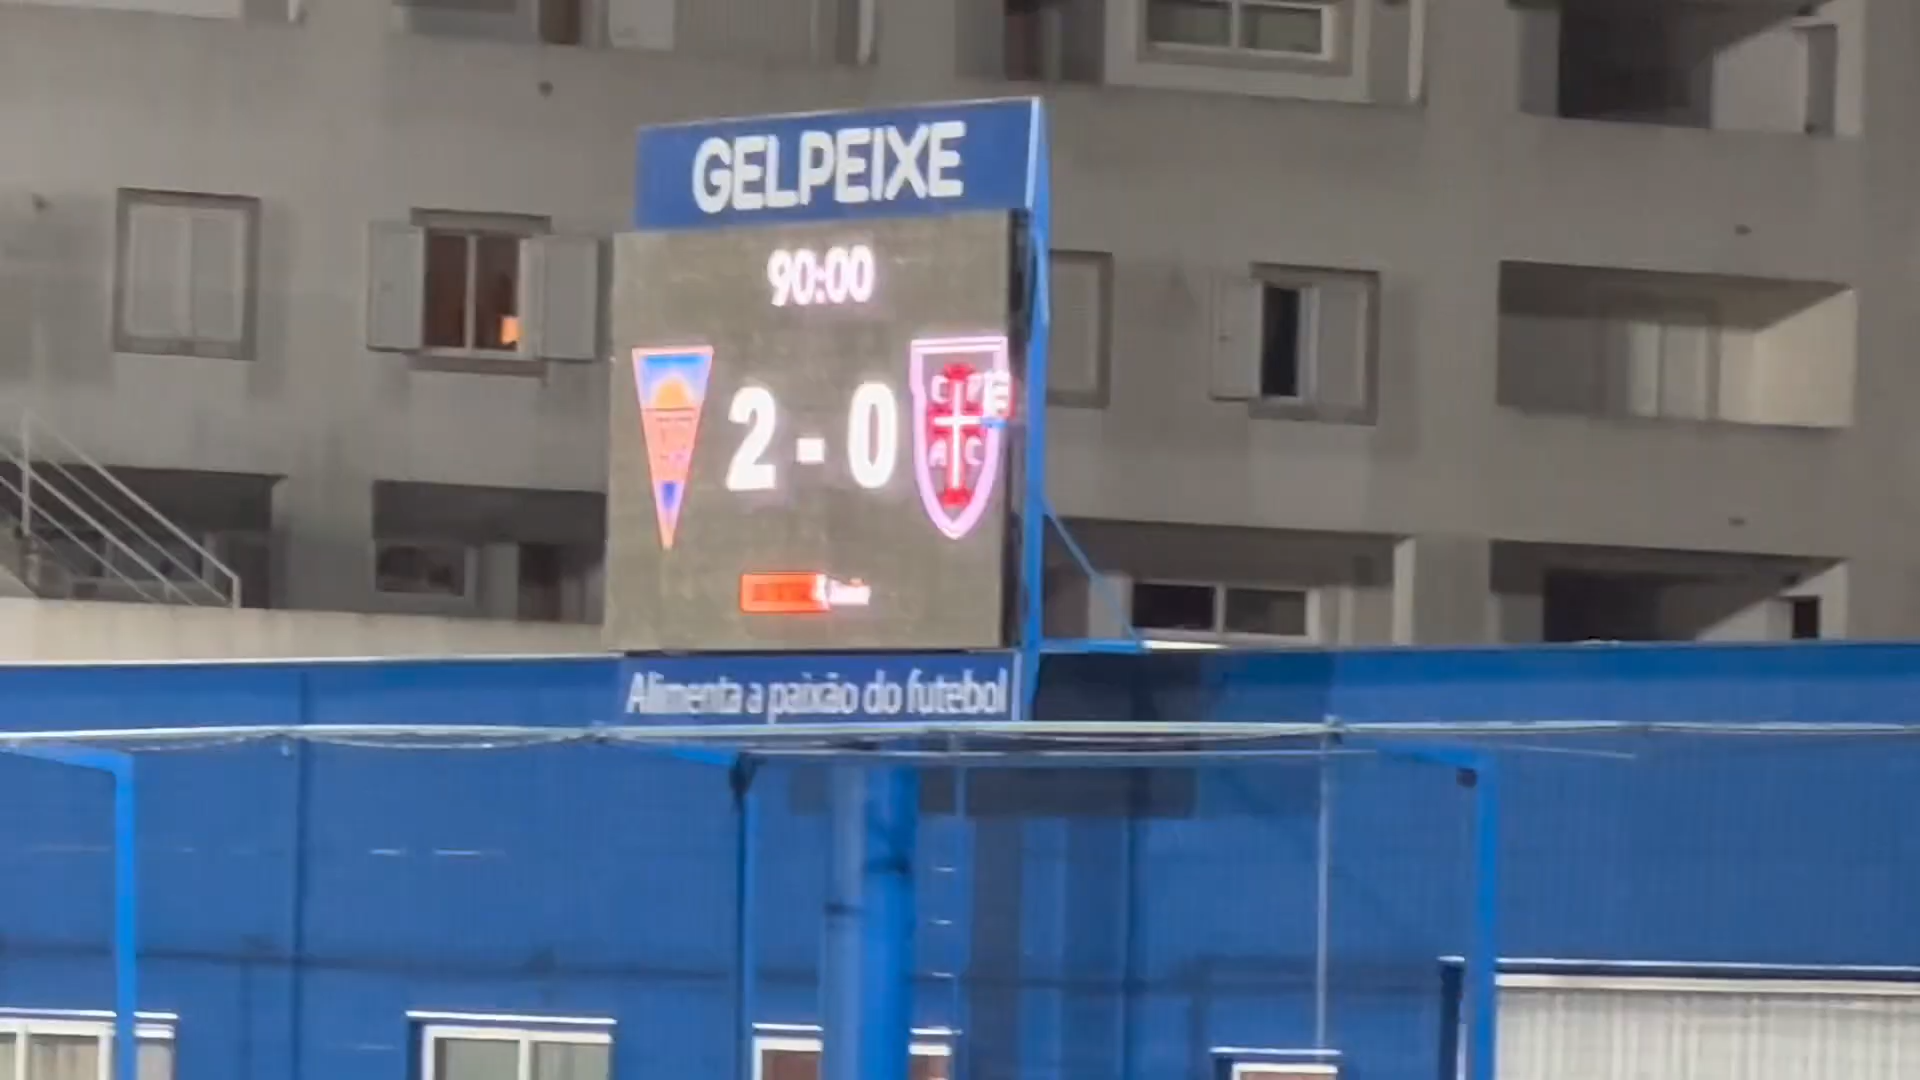 GELPEIXE
90:00
2 - 0
C P
A C
Alimenta a paixão do futebol